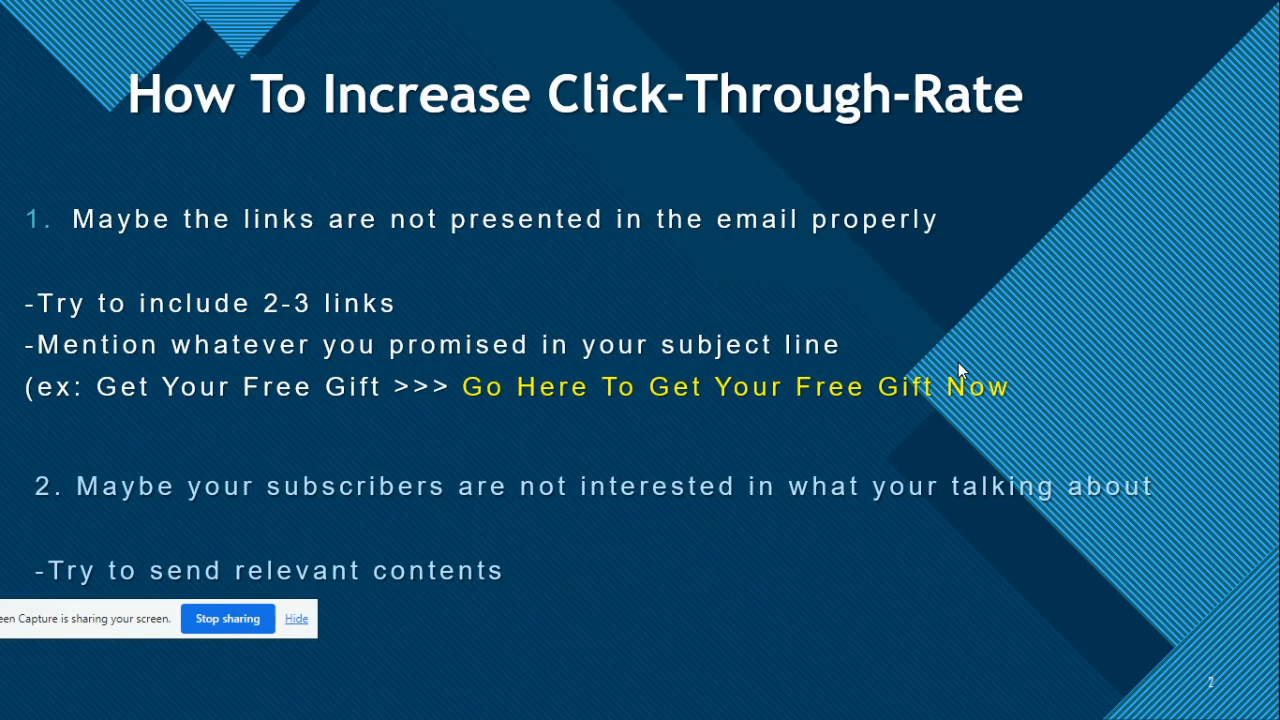 How To Increase Click-Through-Rate
1. Maybe the links are not presented in the email properly
-Try to include 2-3 links
-Mention whatever you promised in your subject line
(ex: Get Your Free Gift >>> Go Here To Get Your Free Gift Now
2. Maybe your subscribers are not interested in what your talking about
-Try to send relevant contents
een Capture is sharing your screen. Stop sharing Hide
2